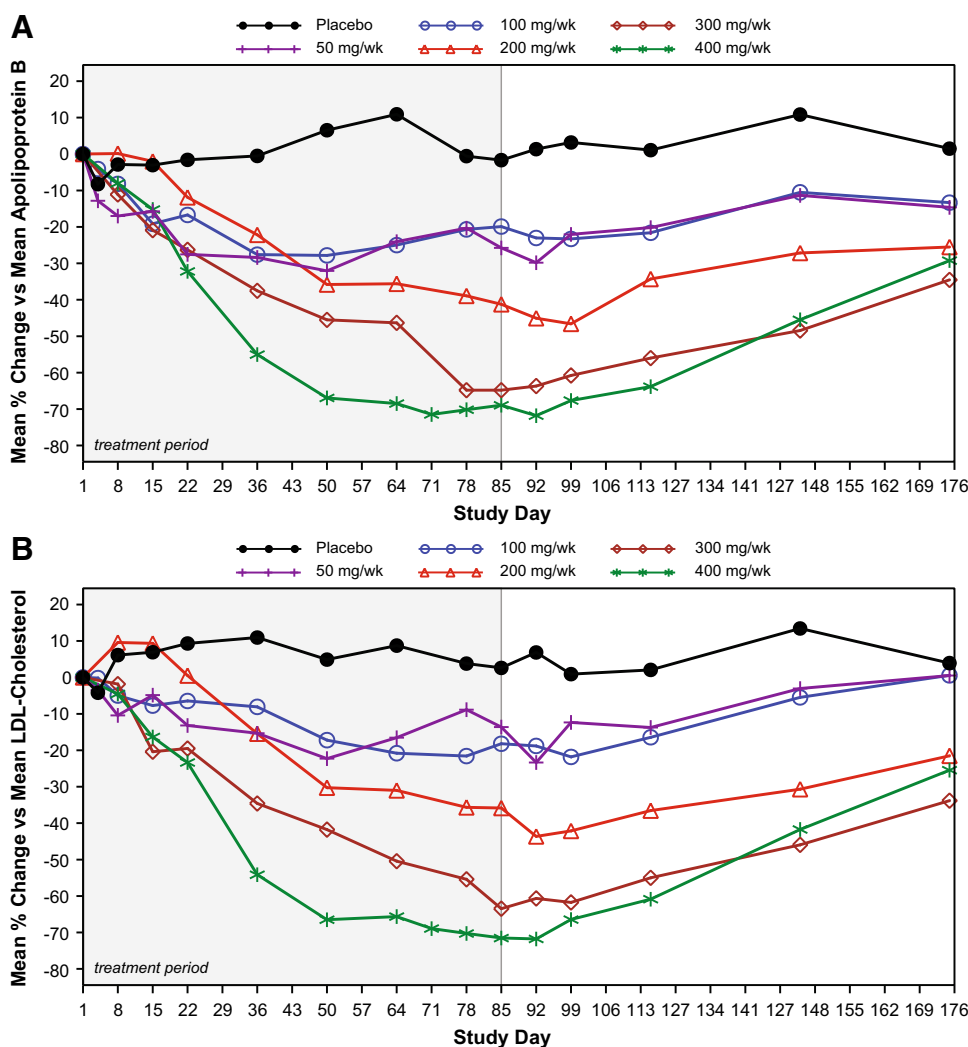 A
Placebo 100 mg/wk 300 mg/wk
50 mg/wk 200 mg/wk 400 mg/wk
Mean % Change vs Mean Apolipoprotein B
20
10
0
-10
-20
-30
-40
-50
-60
-70
-80
treatment period
1 8 15 22 29 36 43 50 57 64 71 78 85 92 99 106 113 120 127 134 141 148 155 162 169 176
Study Day
B
Placebo 100 mg/wk 300 mg/wk
50 mg/wk 200 mg/wk 400 mg/wk
Mean % Change vs Mean LDL-Cholesterol
20
10
0
-10
-20
-30
-40
-50
-60
-70
-80
treatment period
1 8 15 22 29 36 43 50 57 64 71 78 85 92 99 106 113 120 127 134 141 148 155 162 169 176
Study Day